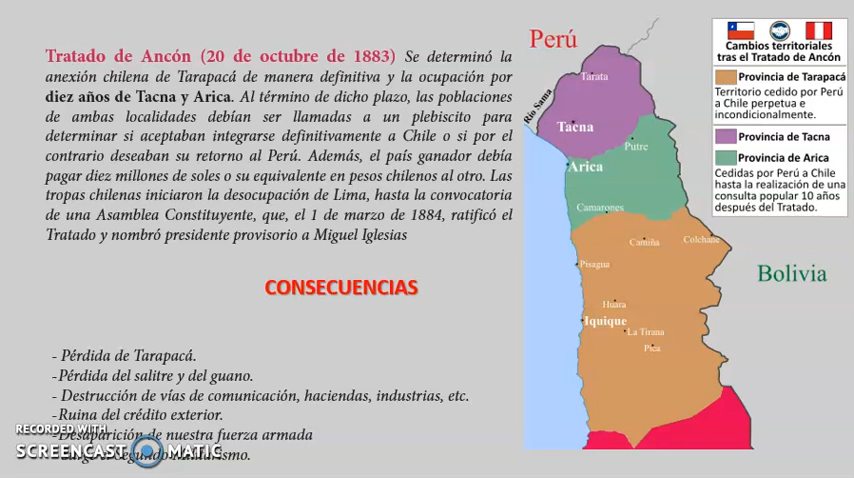 Tratado de Ancón (20 de octubre de 1883) Se determinó la
anexión chilena de Tarapacá de manera definitiva y la ocupación por
diez años de Tacna y Arica. Al término de dicho plazo, las poblaciones
de ambas localidades debían ser llamadas a un plebiscito para
determinar si aceptaban integrarse definitivamente a Chile o si por el
contrario deseaban su retorno al Perú. Además, el país ganador debía
pagar diez millones de soles o su equivalente en pesos chilenos al otro. Las
tropas chilenas iniciaron la desocupación de Lima, hasta la convocatoria
de una Asamblea Constituyente, que, el 1 de marzo de 1884, ratificó el
Tratado y nombró presidente provisorio a Miguel Iglesias
CONSECUENCIAS
- Pérdida de Tarapacá.
-Pérdida del salitre y del guano.
- Destrucción de vías de comunicación, haciendas, industrias, etc.
-Ruina del crédito exterior.
-Desaparición de nuestra fuerza armada
Militarismo.
RECORDED WITH
SCREENCAST MATIC
Perú
Río Sama
Tarata
Tacna
Putre
Arica
Camarones
Camiña
Colchane
Pisagua
Bolivia
Huara
Iquique
La Tirana
Pica
Cambios territoriales
tras el Tratado de Ancón
Provincia de Tarapacá
Territorio cedido por Perú
a Chile perpetua e
incondicionalmente.
Provincia de Tacna
Provincia de Arica
Cedidas por Perú a Chile
hasta la realización de una
consulta popular 10 años
después del Tratado.